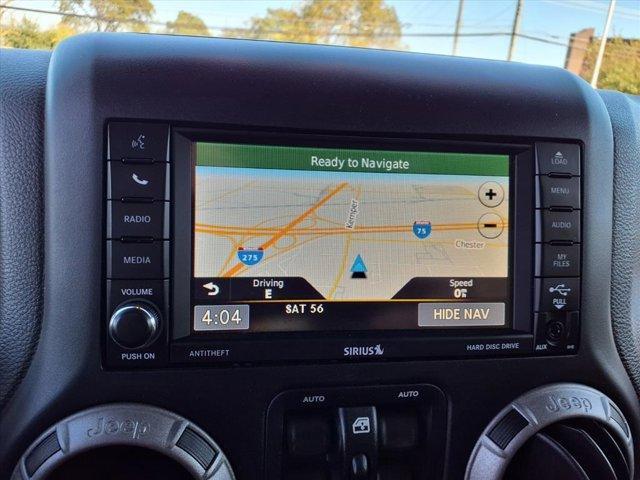 Ready to Navigate
LOAD
MENU
RADIO
AUDIO
Kemper
75
Chester
275
MEDIA
MY
FILES
Driving
E
Speed
0
VOLUME
PULL
4:04
SAT 56
HIDE NAV
PUSH ON
ANTITHEFT
SIRIUS
HARD DISC DRIVE
AUX
AUTO
AUTO
Jeep
Jeep